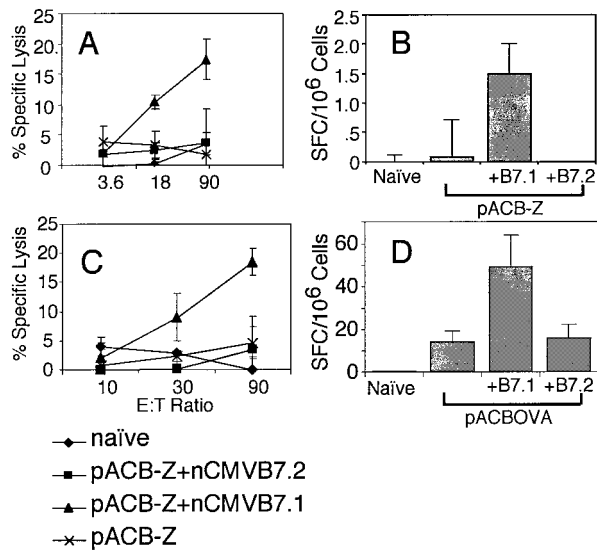 A
% Specific Lysis
25
20
15
10
5
0
3.6 18 90
B
SFC/10⁶ Cells
2.5
2.0
1.5
1.0
.5
0
Naïve +B7.1 +B7.2
pACB-Z
C
% Specific Lysis
25
20
15
10
5
0
10 30 90
E:T Ratio
D
SFC/10⁶ Cells
60
40
20
0
Naïve +B7.1 +B7.2
pACBOVA
naïve
pACB-Z+nCMVB7.2
pACB-Z+nCMVB7.1
pACB-Z